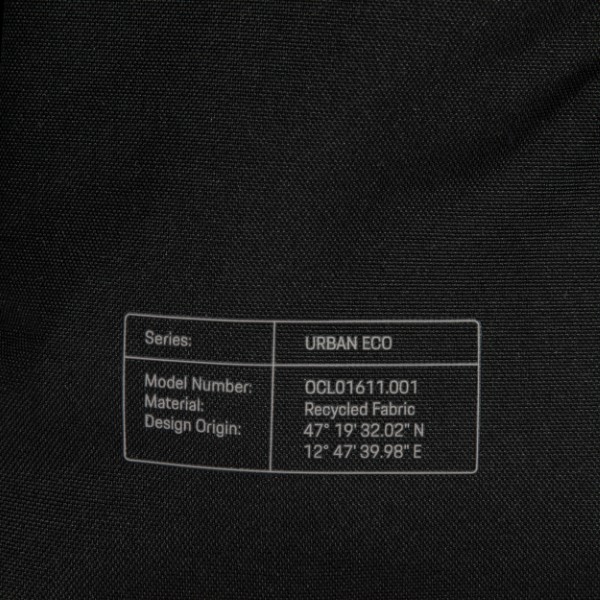 Series: URBAN ECO
Model Number: OCL01611.001
Material: Recycled Fabric
Design Origin: 47° 19' 32.02" N
12° 47' 39.98" E